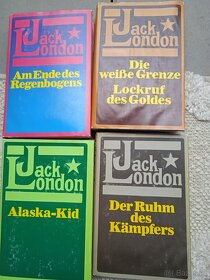 Jack
London
Am Ende des
Regenbogens
Jack
London
Die
weiße Grenze
Lockruf
des Goldes
Jack
London
Alaska-Kid
Jack
London
Der Ruhm
des
Kämpfers